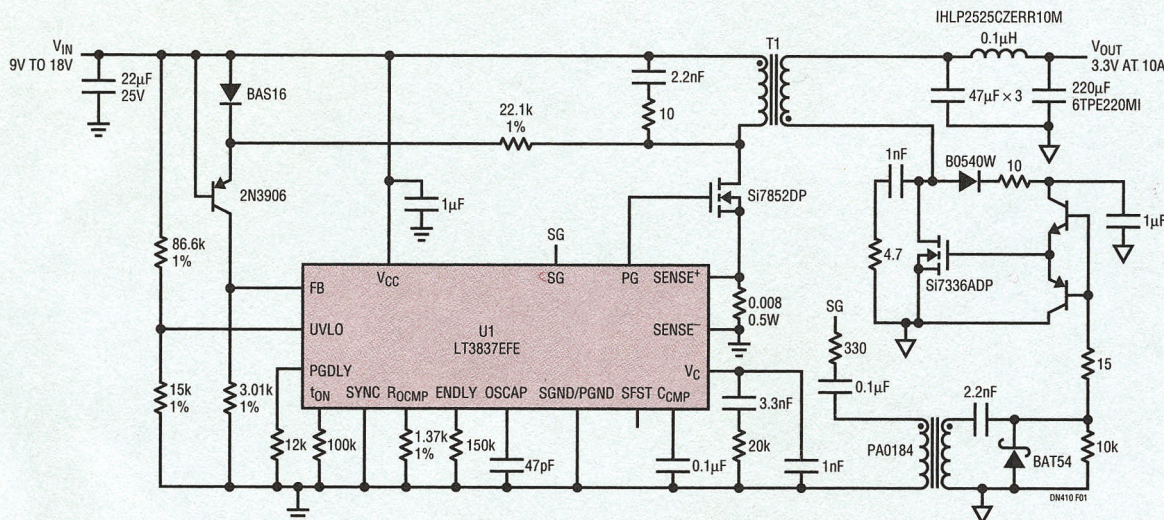 IHLP2525CZERR10M
0.1µH
VIN
9V TO 18V
22µF
25V
BAS16
22.1k
1%
2.2nF
10
T1
47µF × 3
VOUT
3.3V AT 10A
220µF
6TPE220MI
2N3906
1µF
Si7852DP
1nF
B0540W
10
1µF
4.7
Si7336ADP
86.6k
1%
SG
VCC
SG
PG
SENSE+
FB
UVLO
U1
LT3837EFE
SENSE−
0.008
0.5W
PGDLY
VC
tON
SYNC
ROCMP
ENDLY
OSCAP
SGND/PGND
SFST
CCMP
SG
330
0.1µF
15
15k
1%
3.01k
1%
12k
100k
1.37k
1%
150k
47pF
0.1µF
3.3nF
20k
1nF
PA0184
2.2nF
BAT54
10k
DN410 F01